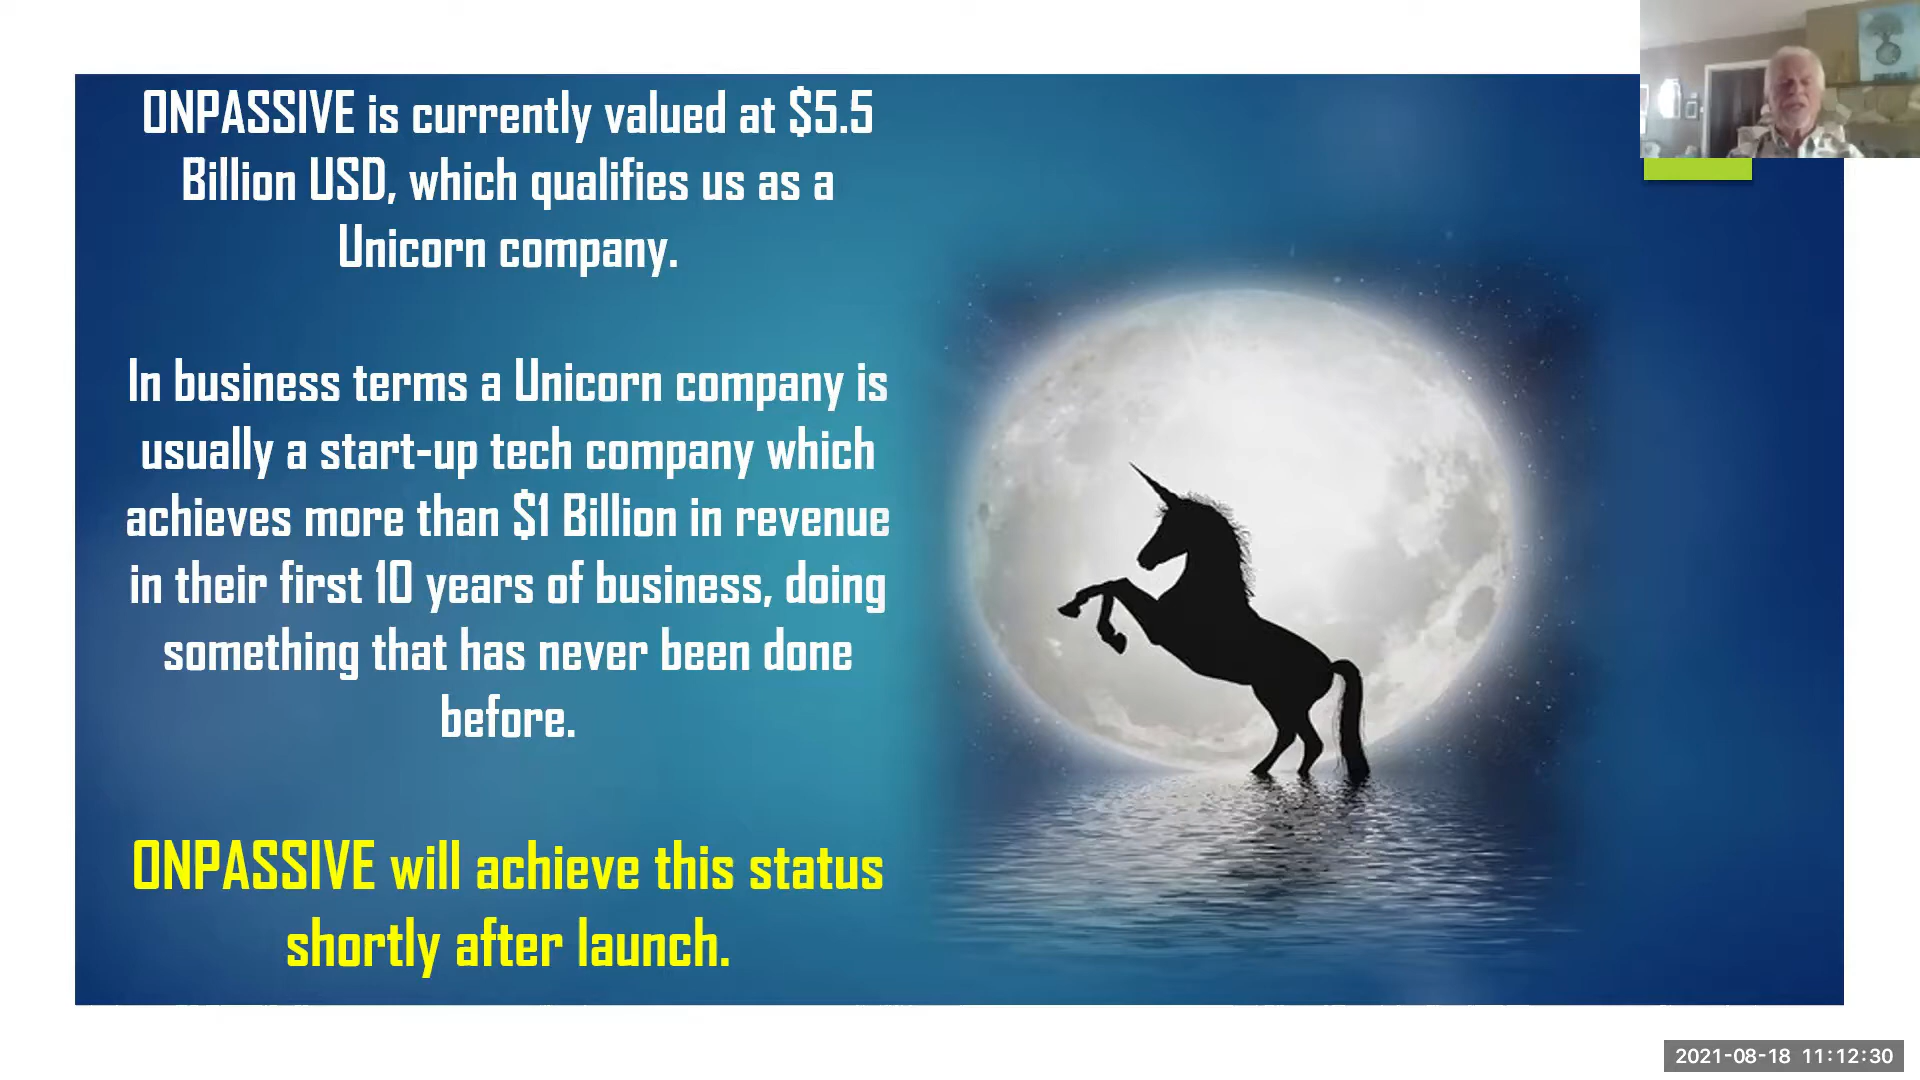 ONPASSIVE is currently valued at $5.5
Billion USD, which qualifies us as a
Unicorn company.
In business terms a Unicorn company is
usually a start-up tech company which
achieves more than $1 Billion in revenue
in their first 10 years of business, doing
something that has never been done
before.
ONPASSIVE will achieve this status
shortly after launch.
2021-08-18 11:12:30